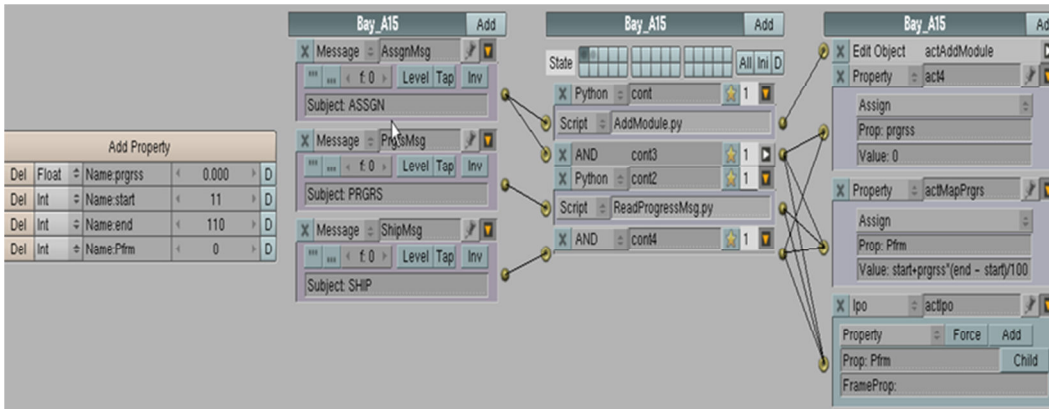 Add Property
Del Float Name:prgrss 0.000 D
Del Int Name:start 11 D
Del Int Name:end 110 D
Del Int Name:Pfrm 0 D
Bay_A15 Add
X Message AssgnMsg
f: 0 Level Tap Inv
Subject: ASSGN
X Message PrgrsMsg
f: 0 Level Tap Inv
Subject: PRGRS
X Message ShipMsg
f: 0 Level Tap Inv
Subject: SHIP
Bay_A15 Add
State All Ini D
X Python cont 1
Script AddModule.py
X AND cont3 1
X Python cont2 1
Script ReadProgressMsg.py
X AND cont4 1
Bay_A15 Ad
X Edit Object actAddModule
X Property act4
Assign
Prop: prgrss
Value: 0
X Property actMapPrgrs
Assign
Prop: Pfrm
Value: start+prgrss*(end - start)/100
X Ipo actIpo
Property Force Add
Prop: Pfrm Child
FrameProp: